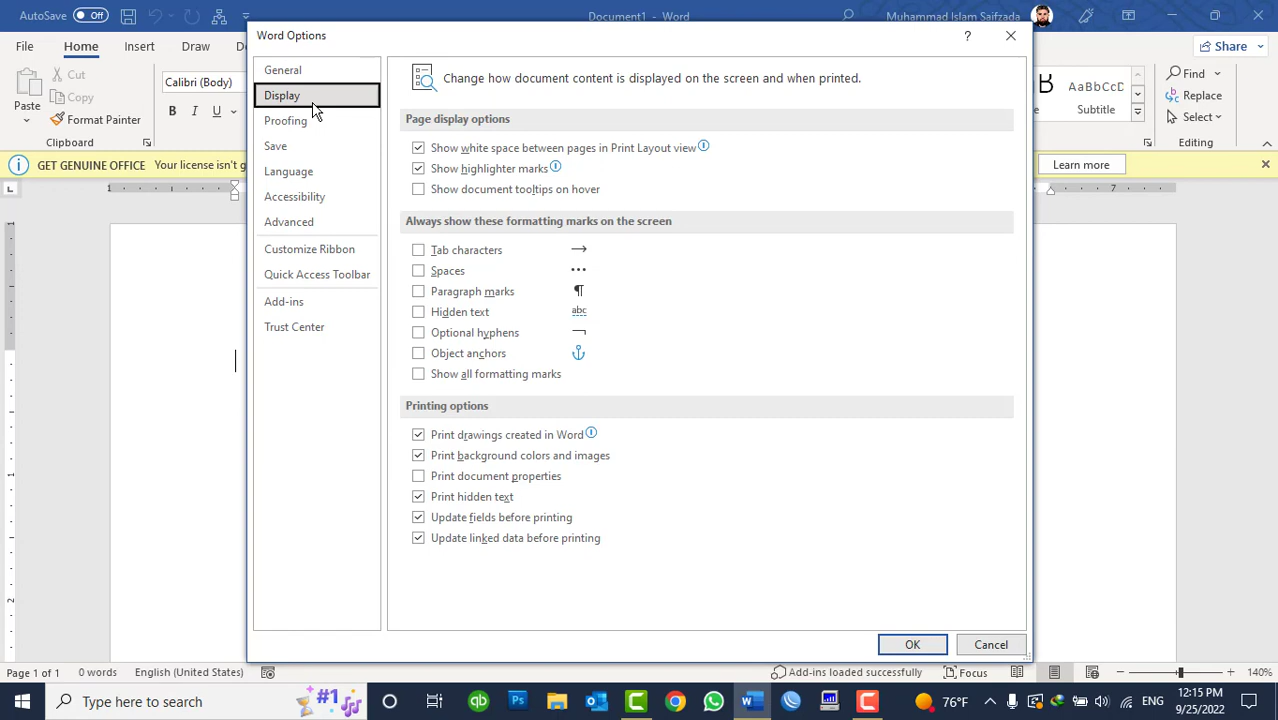 AutoSave Off Document1 - Word Muhammad Islam Saifzada
File Home Insert Draw Share
Cut
Copy
Paste Format Painter
Clipboard
Calibri (Body)
B I U
AaBbCcD
Subtitle
Find
Replace
Select
Editing
GET GENUINE OFFICE Your license isn't g
Learn more
Word Options
General
Display
Proofing
Save
Language
Accessibility
Advanced
Customize Ribbon
Quick Access Toolbar
Add-ins
Trust Center
Change how document content is displayed on the screen and when printed.
Page display options
Show white space between pages in Print Layout view
Show highlighter marks
Show document tooltips on hover
Always show these formatting marks on the screen
Tab characters →
Spaces •••
Paragraph marks ¶
Hidden text abc
Optional hyphens ¬
Object anchors
Show all formatting marks
Printing options
Print drawings created in Word
Print background colors and images
Print document properties
Print hidden text
Update fields before printing
Update linked data before printing
OK Cancel
1 7
1
1
2
Page 1 of 1 0 words English (United States) Add-ins loaded successfully Focus 140%
Type here to search #1 76°F ENG 12:15 PM
9/25/2022